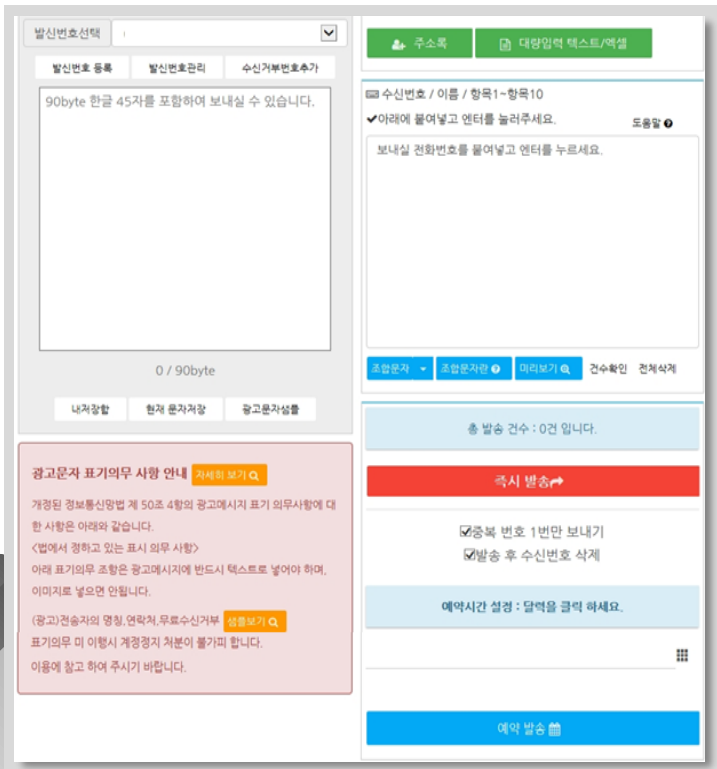 발신번호선택
발신번호 등록 발신번호관리 수신거부번호추가
90byte 한글 45자를 포함하여 보내실 수 있습니다.
0 / 90byte
내저장함 현재 문자저장 광고문자샘플
광고문자 표기의무 사항 안내 자세히 보기
개정된 정보통신망법 제 50조 4항의 광고메시지 표기 의무사항에 대
한 사항은 아래와 같습니다.
<법에서 정하고 있는 표시 의무 사항>
아래 표기의무 조항은 광고메시지에 반드시 텍스트로 넣어야 하며,
이미지로 넣으면 안됩니다.
(광고)전송자의 명칭,연락처,무료수신거부 샘플보기
표기의무 미 이행시 계정정지 처분이 불가피 합니다.
이용에 참고 하여 주시기 바랍니다.
주소록 대량입력 텍스트/엑셀
수신번호 / 이름 / 항목1~항목10
✔아래에 붙여넣고 엔터를 눌러주세요. 도움말
보내실 전화번호를 붙여넣고 엔터를 누르세요.
조합문자 조합문자란 미리보기 건수확인 전체삭제
총 발송 건수 : 0건 입니다.
즉시 발송
☑중복 번호 1번만 보내기
☑발송 후 수신번호 삭제
예약시간 설정 : 달력을 클릭 하세요.
예약 발송